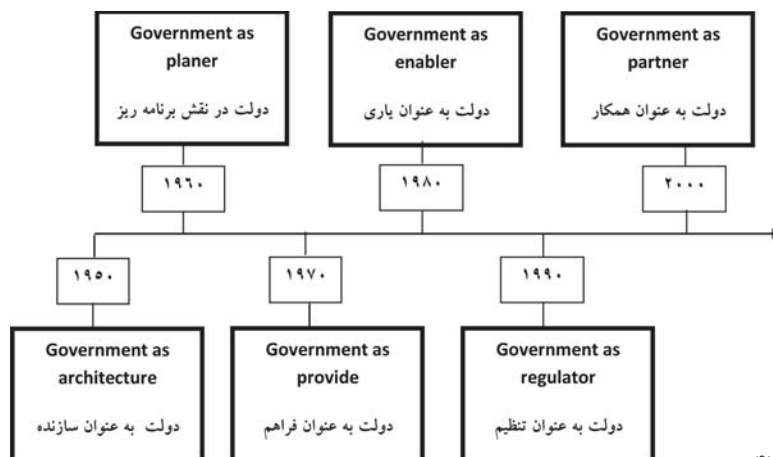 Government as
planer
دولت در نقش برنامه ریز
Government as
enabler
دولت به عنوان یاری
Government as
partner
دولت به عنوان همکار
۱۹۶۰
۱۹۸۰
۲۰۰۰
۱۹۵۰
۱۹۷۰
۱۹۹۰
Government as
architecture
دولت به عنوان سازنده
Government as
provide
دولت به عنوان فراهم
Government as
regulator
دولت به عنوان تنظیم